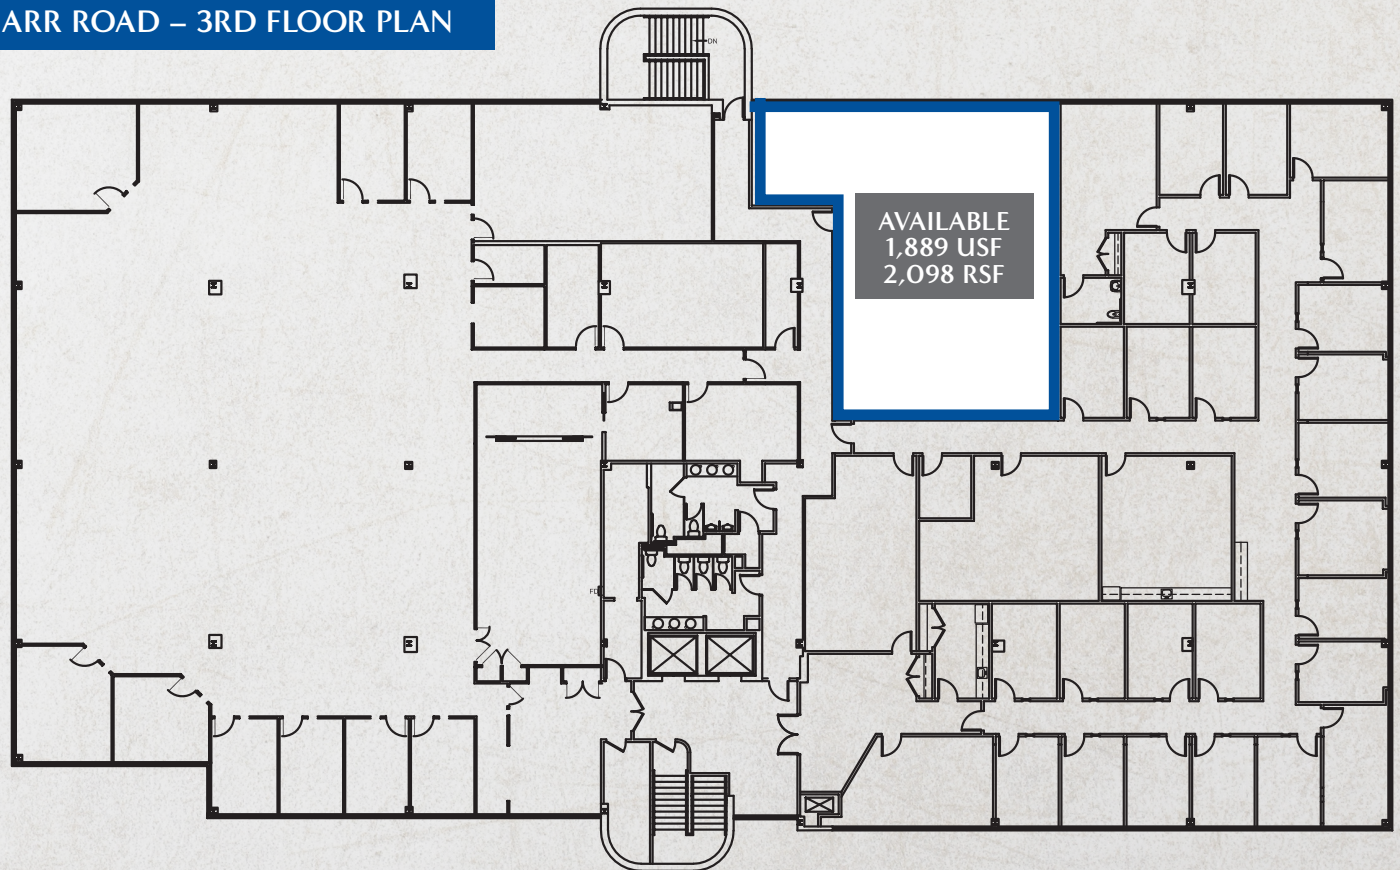 ARR ROAD – 3RD FLOOR PLAN
DN
AVAILABLE
1,889 USF
2,098 RSF